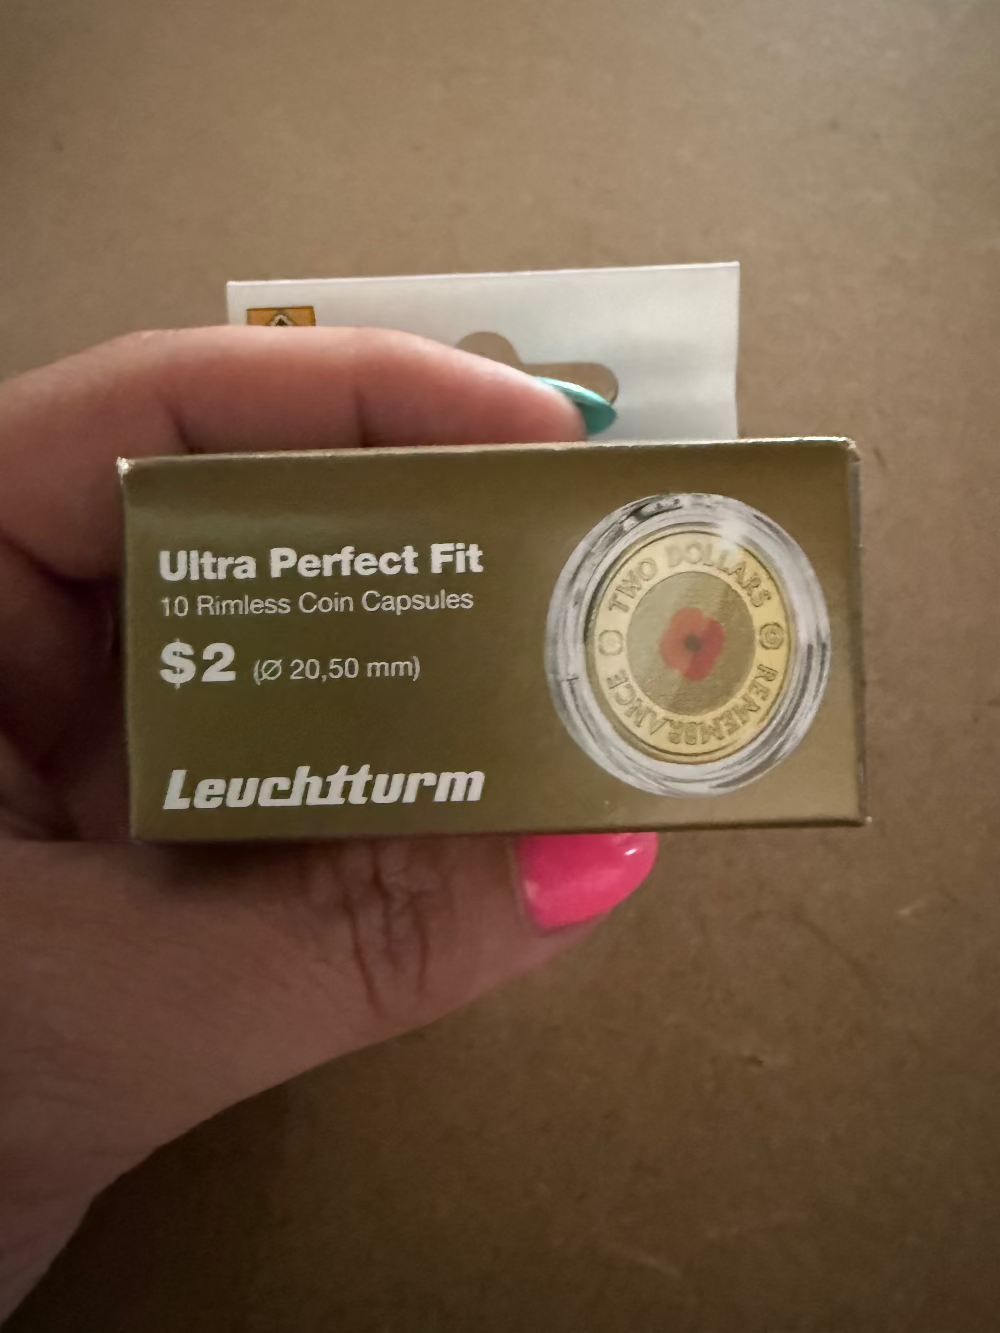 Ultra Perfect Fit
10 Rimless Coin Capsules
$2 (Ø 20,50 mm)
Leuchtturm
TWO DOLLARS
REMEMBRANCE